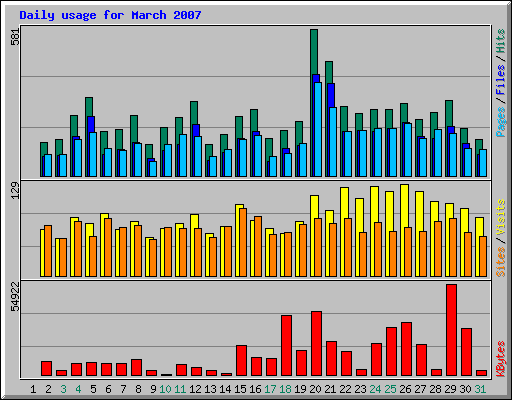 Daily usage for March 2007
581
Pages / Files / Hits
129
Sites / Visits
54922
KBytes
1 2 3 4 5 6 7 8 9 10 11 12 13 14 15 16 17 18 19 20 21 22 23 24 25 26 27 28 29 30 31